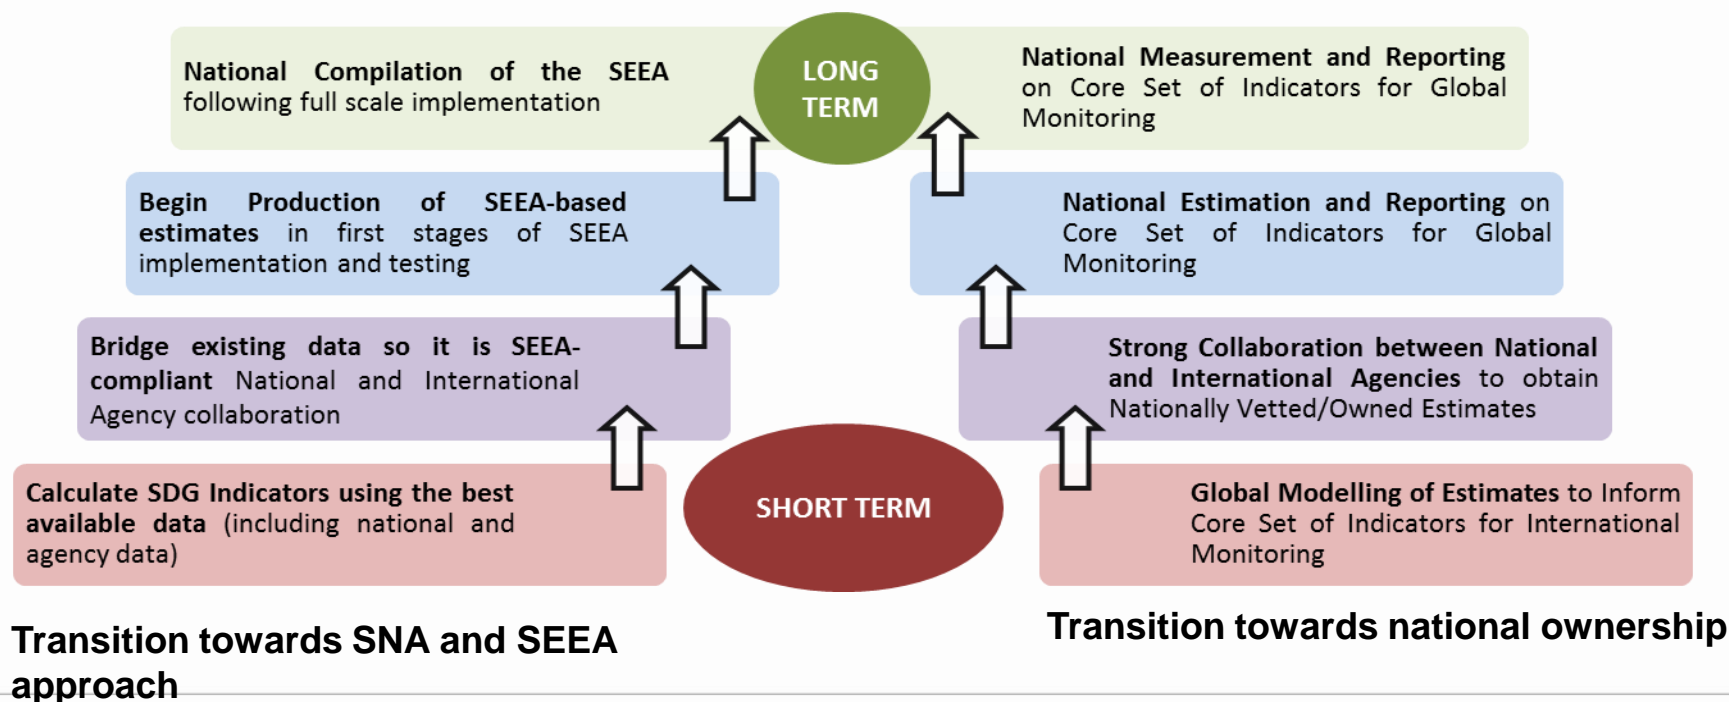 National Compilation of the SEEA
following full scale implementation
LONG
TERM
National Measurement and Reporting
on Core Set of Indicators for Global
Monitoring
Begin Production of SEEA-based
estimates in first stages of SEEA
implementation and testing
National Estimation and Reporting on
Core Set of Indicators for Global
Monitoring
Bridge existing data so it is SEEA-
compliant National and International
Agency collaboration
Strong Collaboration between National
and International Agencies to obtain
Nationally Vetted/Owned Estimates
Calculate SDG Indicators using the best
available data (including national and
agency data)
SHORT TERM
Global Modelling of Estimates to Inform
Core Set of Indicators for International
Monitoring
Transition towards SNA and SEEA
approach
Transition towards national ownership